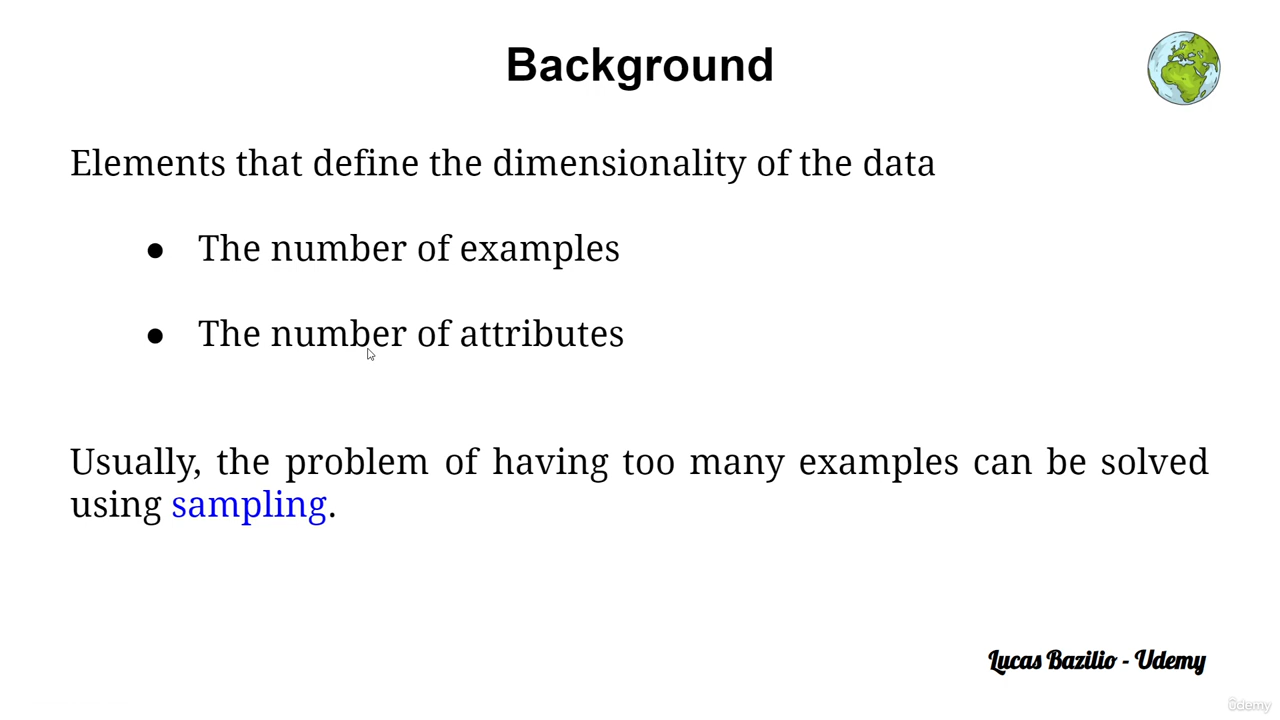 Background
Elements that define the dimensionality of the data
● The number of examples
● The number of attributes
Usually, the problem of having too many examples can be solved
using sampling.
Lucas Bazilio - Udemy
ûdemy